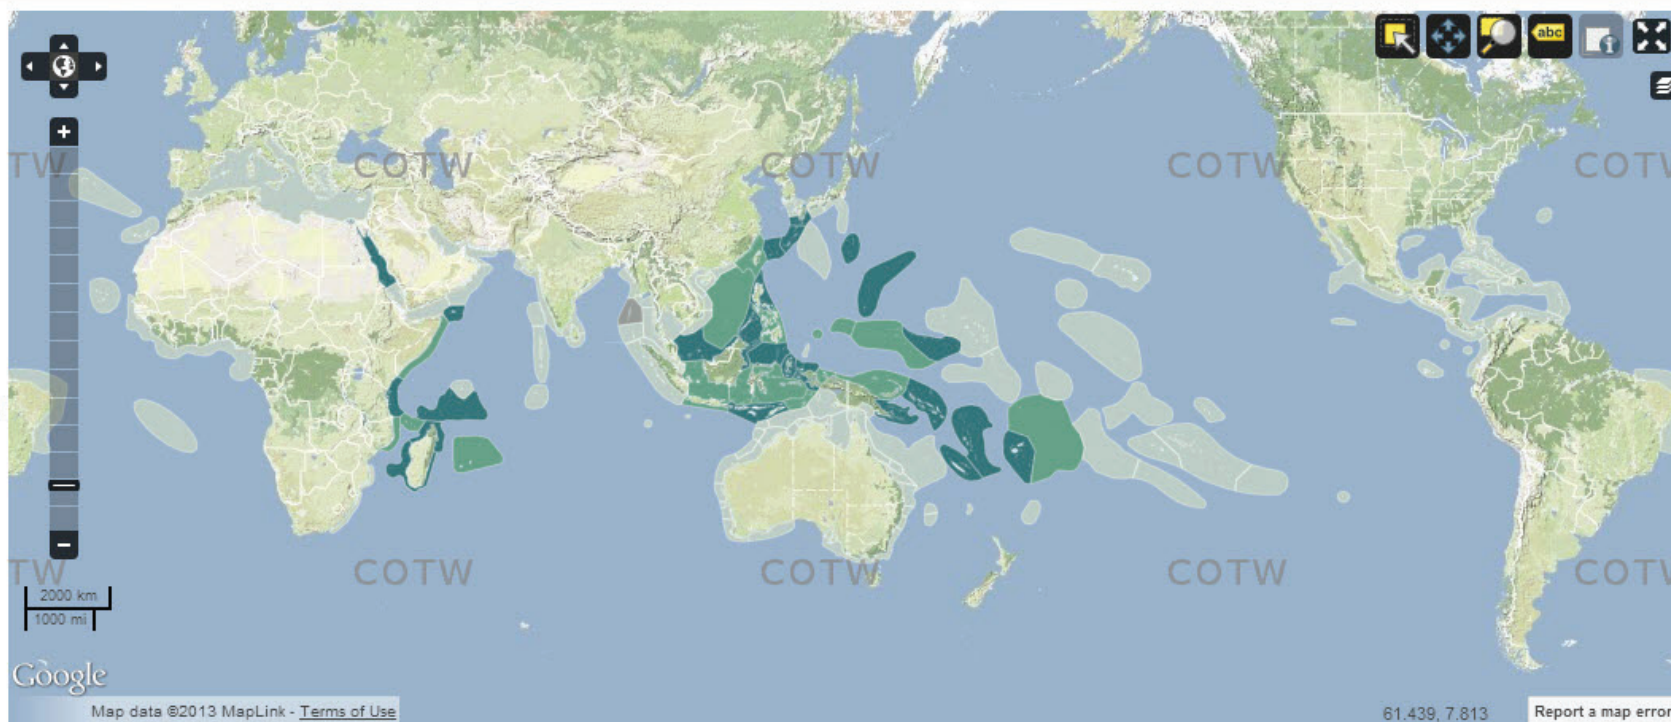 abc
TW COTW COTW COTW COTW
TW COTW COTW COTW COTW
2000 km
1000 mi
Google
Map data ©2013 MapLink - Terms of Use
61.439, 7.813
Report a map error